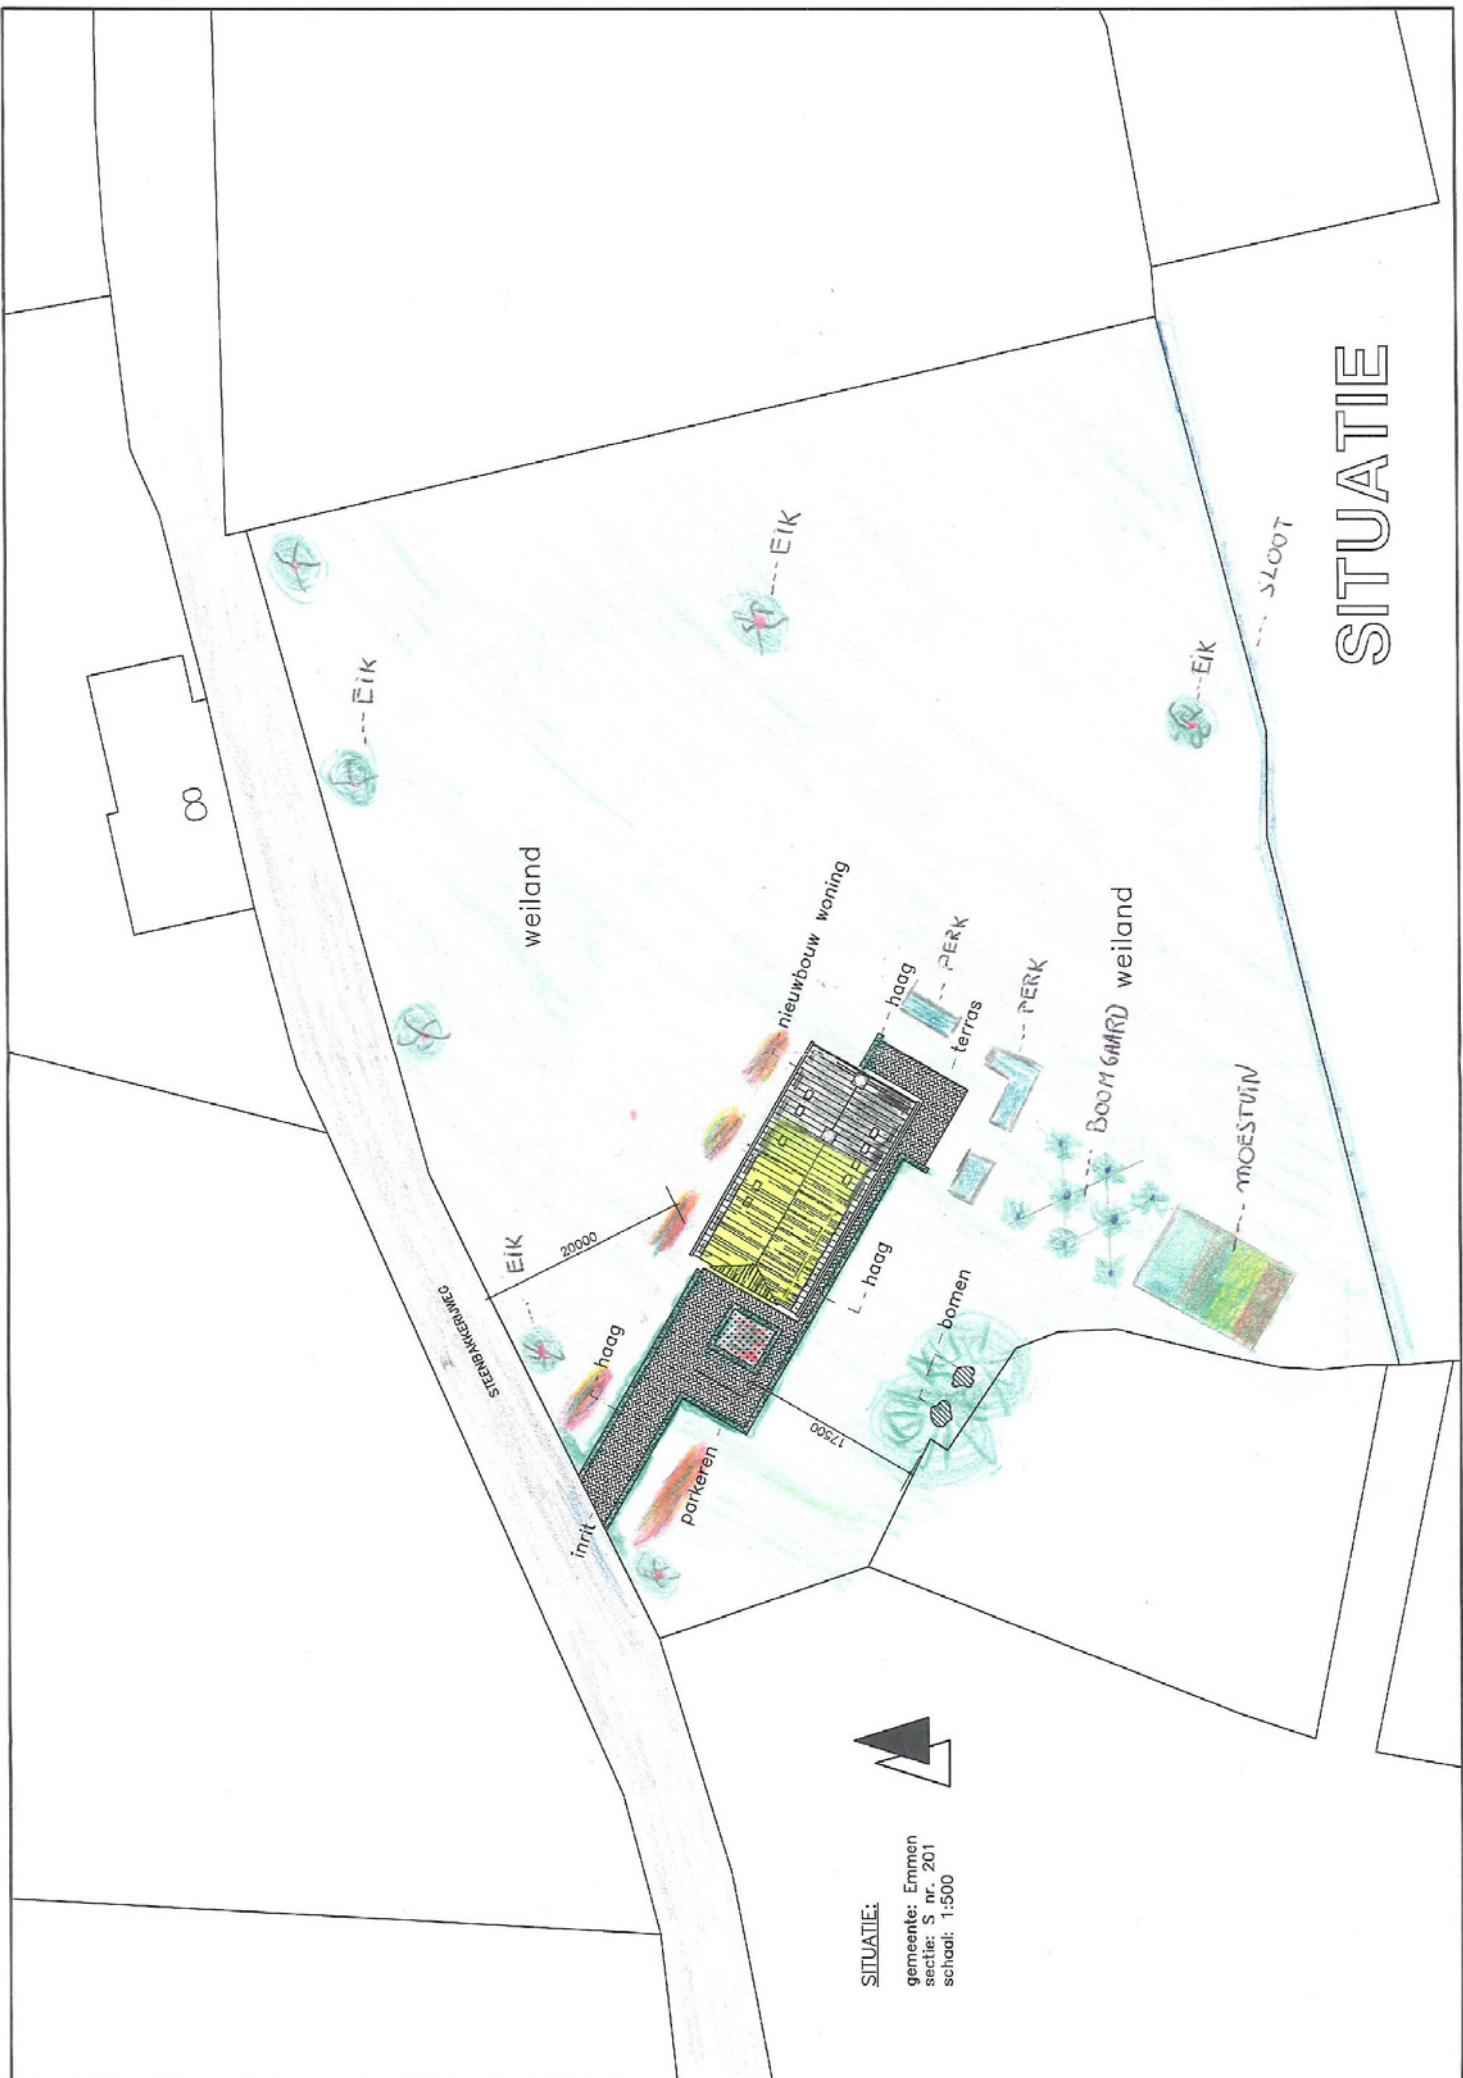 SITUATIE
SLOOT
EIK
EIK
EIK
8
weiland
nieuwbouw woning
haag
PERK
terras
PERK
BOOMGAARD
weiland
MOESTUIN
EIK
20000
STEENBAKKERIJWEG
haag
haag
bomen
17500
parkeren
inrit
SITUATIE:
gemeente: Emmen
sectie: S nr. 201
schaal: 1:500